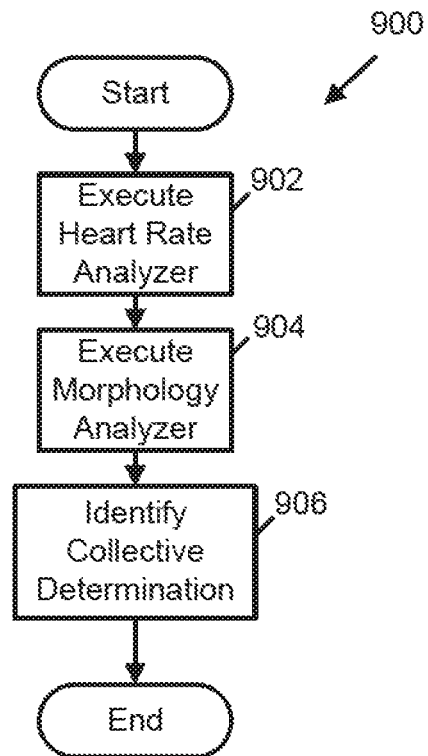 900
Start
902
Execute
Heart Rate
Analyzer
904
Execute
Morphology
Analyzer
906
Identify
Collective
Determination
End